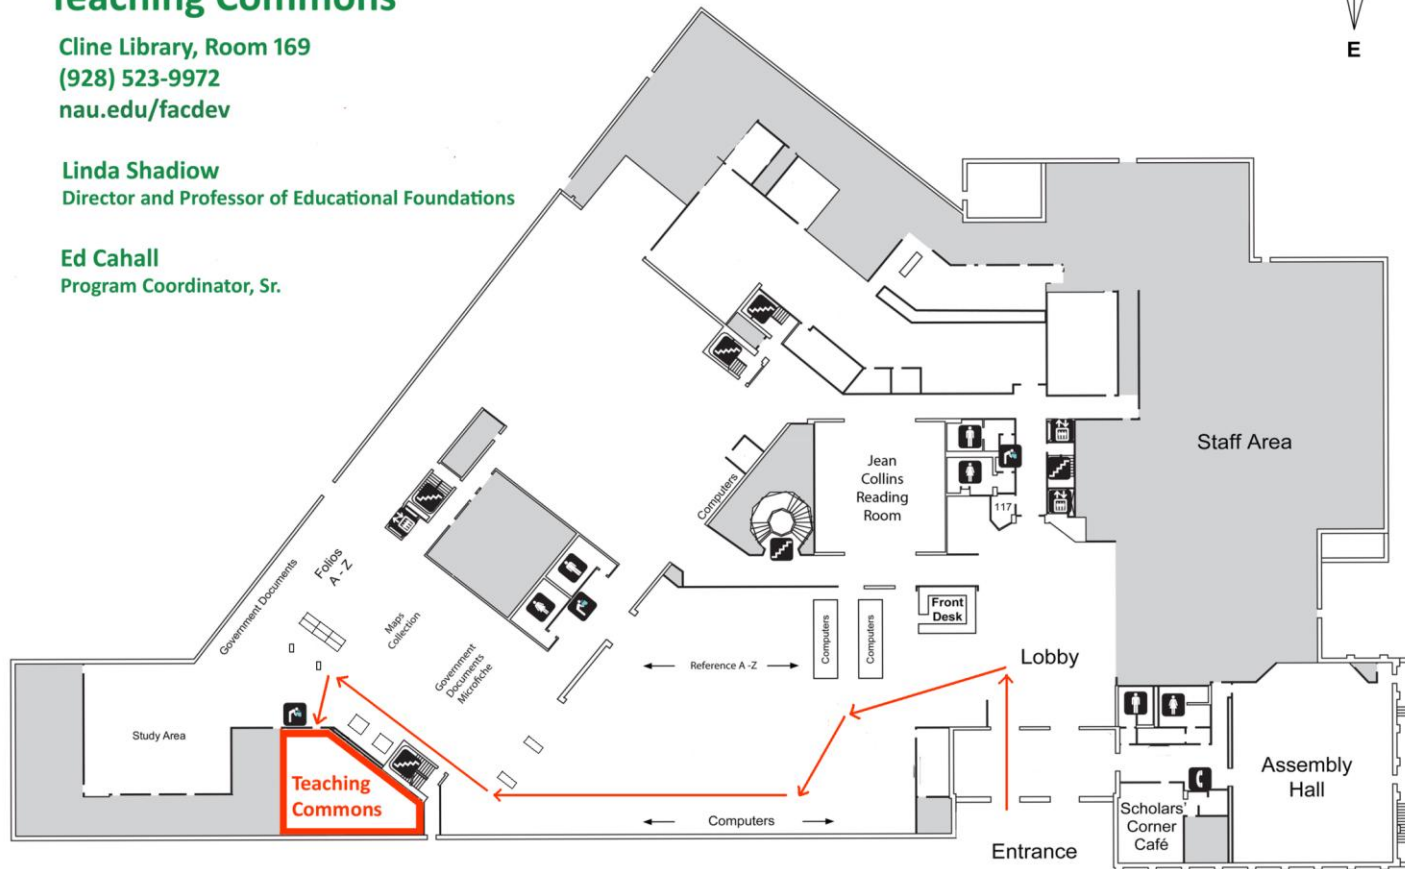 Teaching Commons
Cline Library, Room 169
(928) 523-9972
nau.edu/facdev
Linda Shadiow
Director and Professor of Educational Foundations
Ed Cahall
Program Coordinator, Sr.
E
Staff Area
Jean
Collins
Reading
Room
117
Computers
Folios
A - Z
Government Documents
Maps
Collection
Government
Documents
Microfiche
Reference A -Z
Computers
Computers
Front
Desk
Lobby
Study Area
Teaching
Commons
Computers
Entrance
Scholars'
Corner
Café
Assembly
Hall